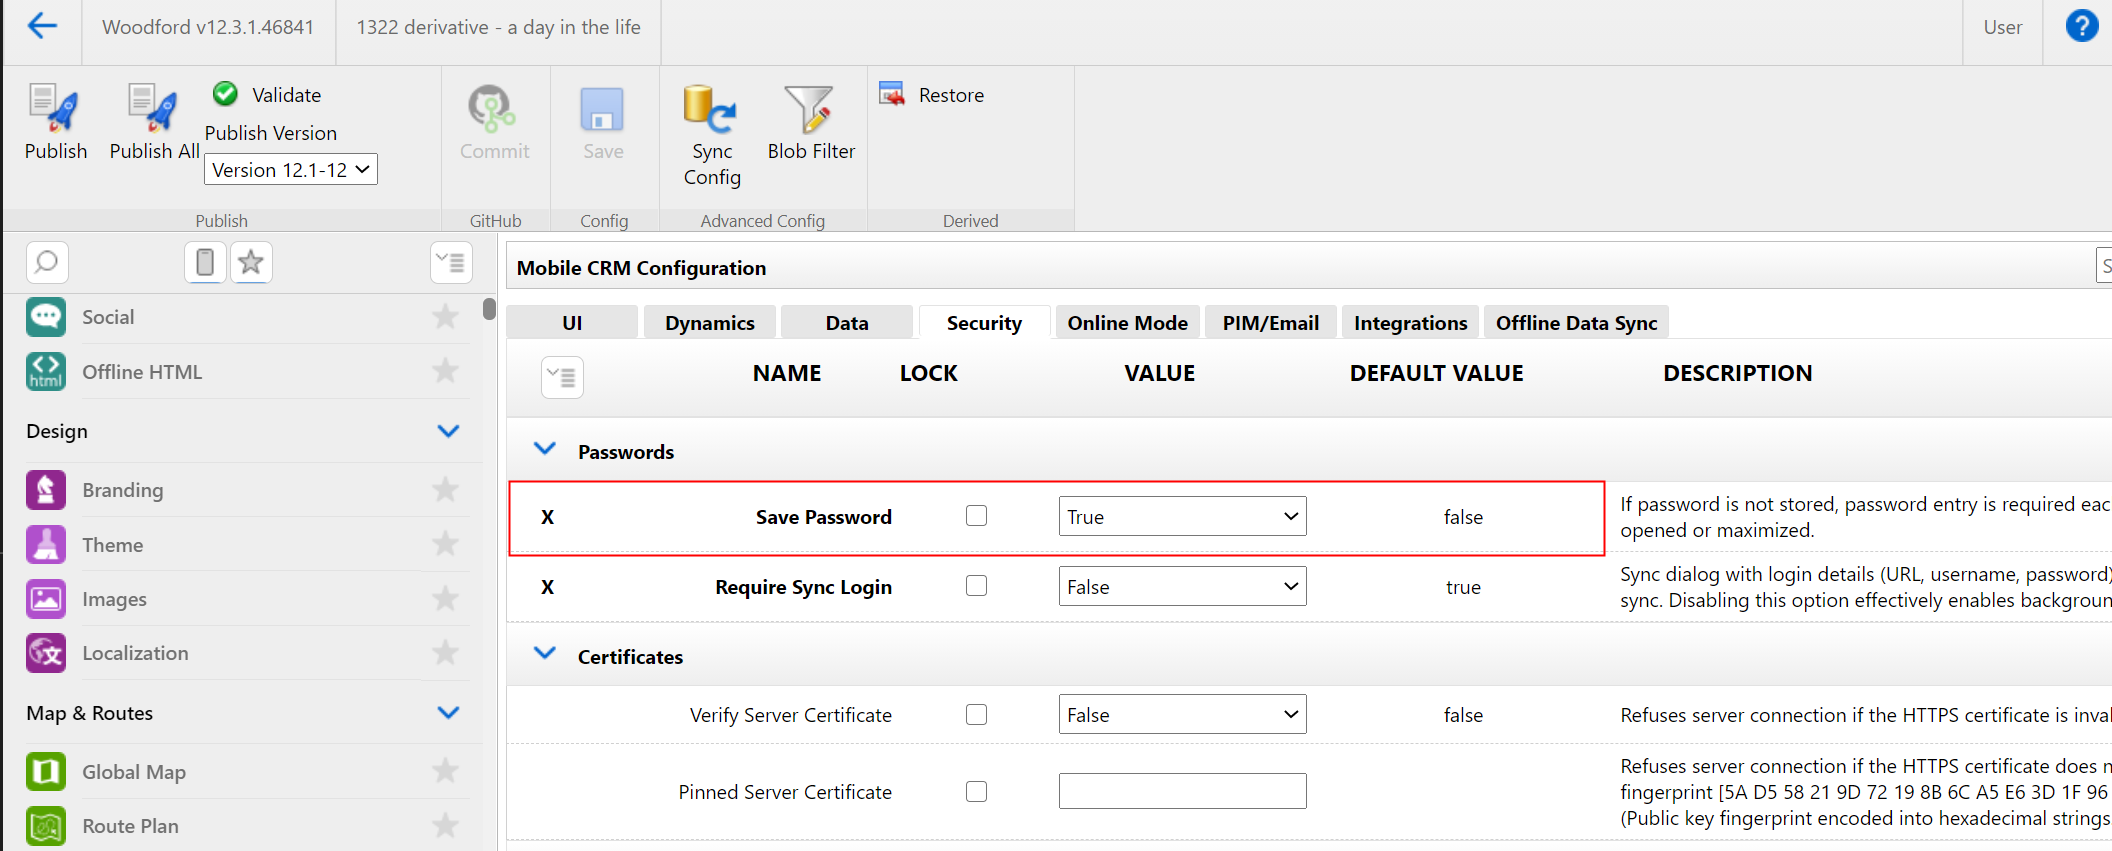 Woodford v12.3.1.46841
1322 derivative - a day in the life
User
?
Publish
Publish All
Validate
Publish Version
Version 12.1-12
Publish
Commit
GitHub
Save
Config
Sync
Config
Blob Filter
Advanced Config
Restore
Derived
Social
html
Offline HTML
Design
Branding
Theme
Images
Localization
Map & Routes
Global Map
Route Plan
Mobile CRM Configuration
S
UI
Dynamics
Data
Security
Online Mode
PIM/Email
Integrations
Offline Data Sync
NAME
LOCK
VALUE
DEFAULT VALUE
DESCRIPTION
Passwords
X
Save Password
True
false
If password is not stored, password entry is required eac
opened or maximized.
X
Require Sync Login
False
true
Sync dialog with login details (URL, username, password)
sync. Disabling this option effectively enables backgroun
Certificates
Verify Server Certificate
False
false
Refuses server connection if the HTTPS certificate is inval
Pinned Server Certificate
Refuses server connection if the HTTPS certificate does n
fingerprint [5A D5 58 21 9D 72 19 8B 6C A5 E6 3D 1F 96
(Public key fingerprint encoded into hexadecimal strings